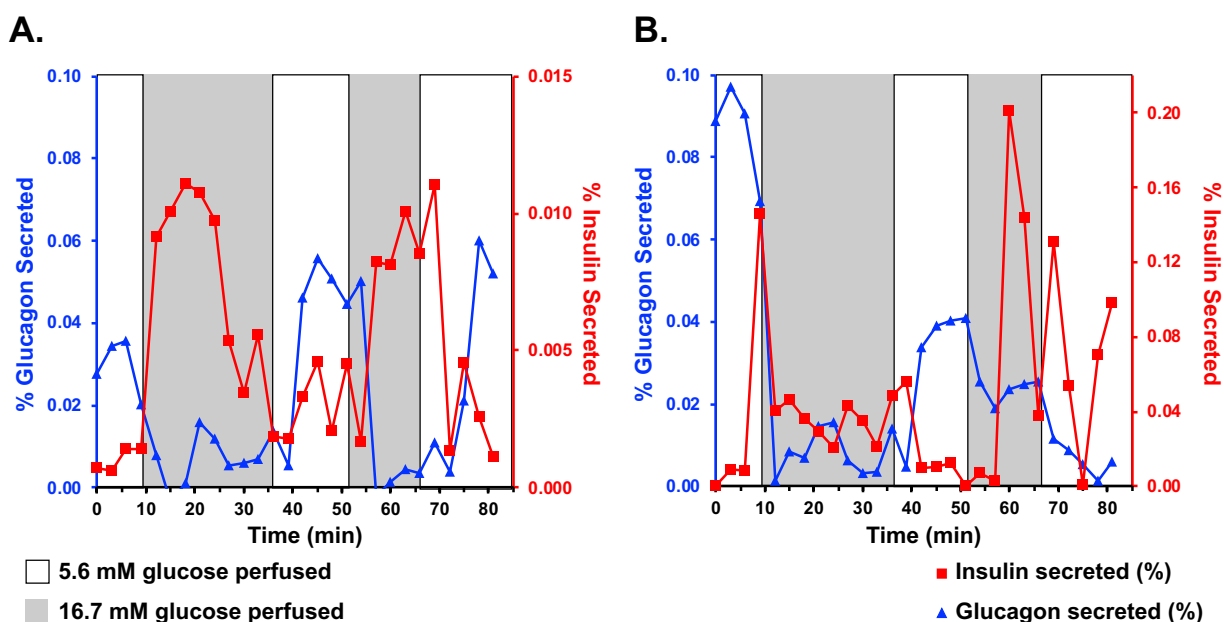 A.
B.
0.10
0.08
0.06
0.04
0.02
0.00
% Glucagon Secreted
0.015
0.010
0.005
0.000
% Insulin Secreted
0 10 20 30 40 50 60 70 80
Time (min)
0.10
0.08
0.06
0.04
0.02
0.00
% Glucagon Secreted
0.20
0.16
0.12
0.08
0.04
0.00
% Insulin Secreted
0 10 20 30 40 50 60 70 80
Time (min)
5.6 mM glucose perfused
16.7 mM glucose perfused
Insulin secreted (%)
Glucagon secreted (%)